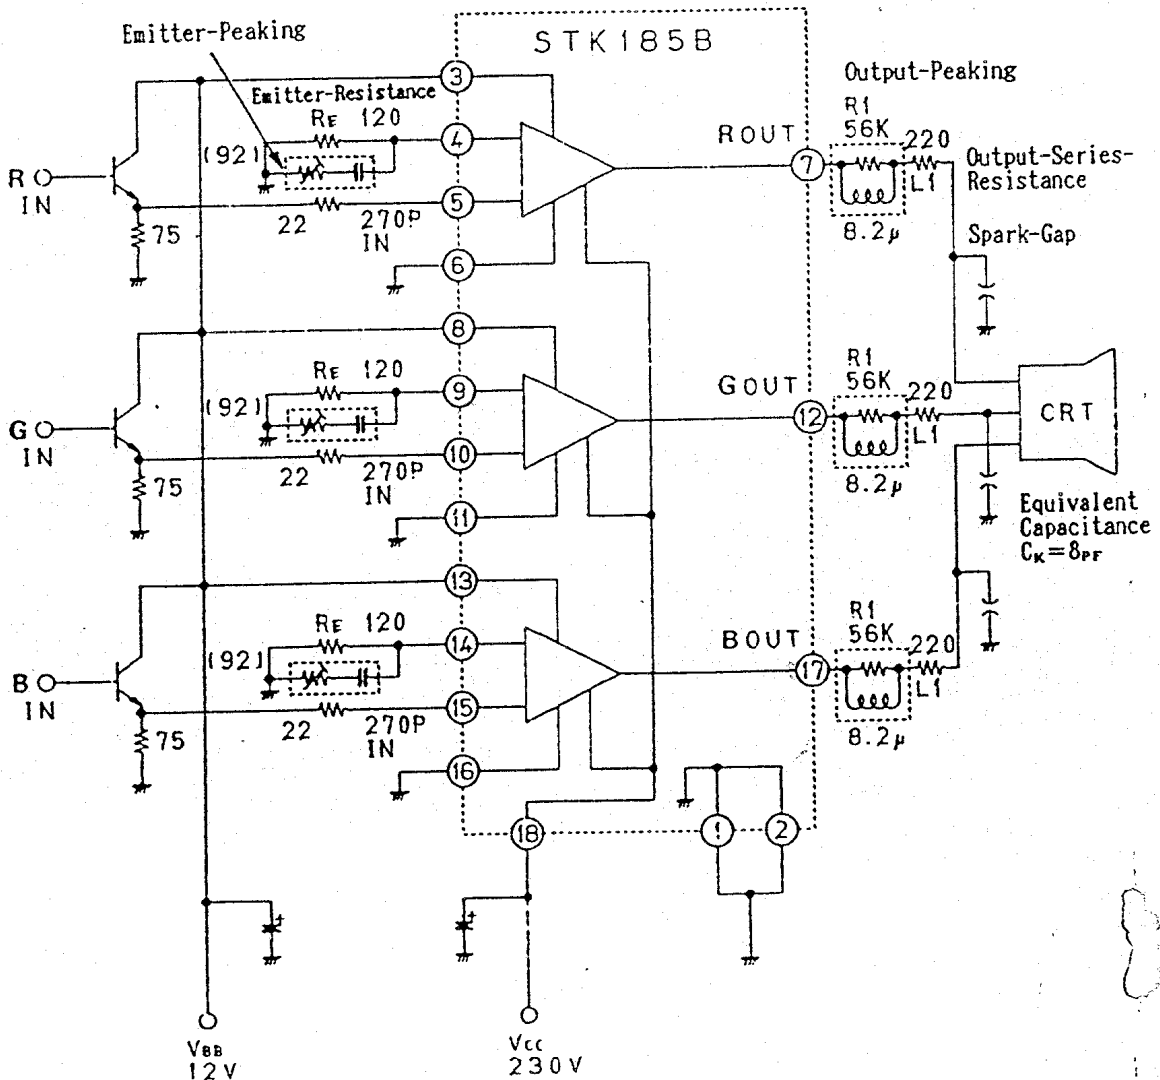 Emitter-Peaking
STK185B
3
Output-Peaking
Emitter-Resistance
RE 120
4
ROUT
7
R1
56K
220
L1
8.2μ
Output-Series-
Resistance
(92)
R
IN
5
75
22
270P
IN
6
Spark-Gap
8
RE 120
9
GOUT
12
R1
56K
220
L1
8.2μ
CRT
(92)
G
IN
10
75
22
270P
IN
11
Equivalent
Capacitance
CK=8PF
13
RE 120
14
BOUT
17
R1
56K
220
L1
8.2μ
(92)
B
IN
15
75
22
270P
IN
16
18
1
2
+
+
VBB
12V
VCC
230V